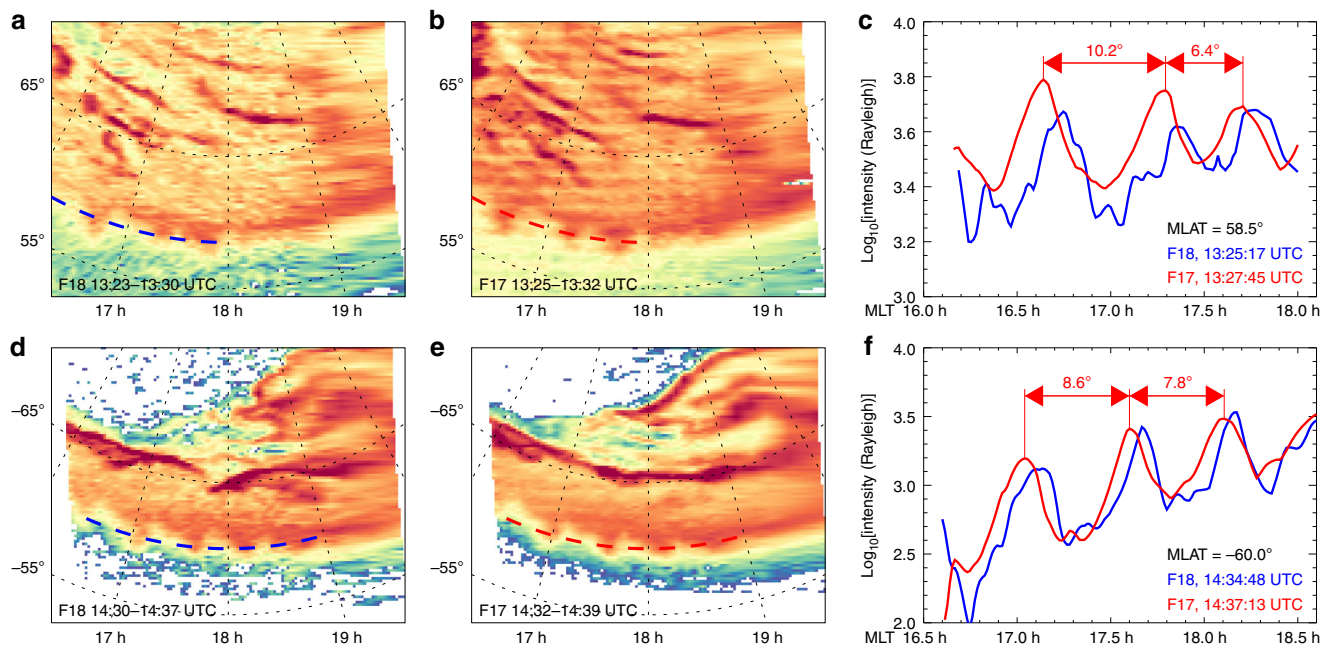 a
65°
55°
F18 13:23–13:30 UTC
17 h 18 h 19 h
b
F17 13:25–13:32 UTC
17 h 18 h 19 h
c
Log10[intensity (Rayleigh)]
4.0
3.8
3.6
3.4
3.2
3.0
10.2° 6.4°
MLAT = 58.5°
F18, 13:25:17 UTC
F17, 13:27:45 UTC
MLT 16.0 h 16.5 h 17.0 h 17.5 h 18.0 h
d
–65°
–55°
F18 14:30–14:37 UTC
17 h 18 h 19 h
e
–65°
–55°
F17 14:32–14:39 UTC
17 h 18 h 19 h
f
Log10[intensity (Rayleigh)]
4.0
3.5
3.0
2.5
2.0
8.6° 7.8°
MLAT = –60.0°
F18, 14:34:48 UTC
F17, 14:37:13 UTC
MLT 16.5 h 17.0 h 17.5 h 18.0 h 18.5 h